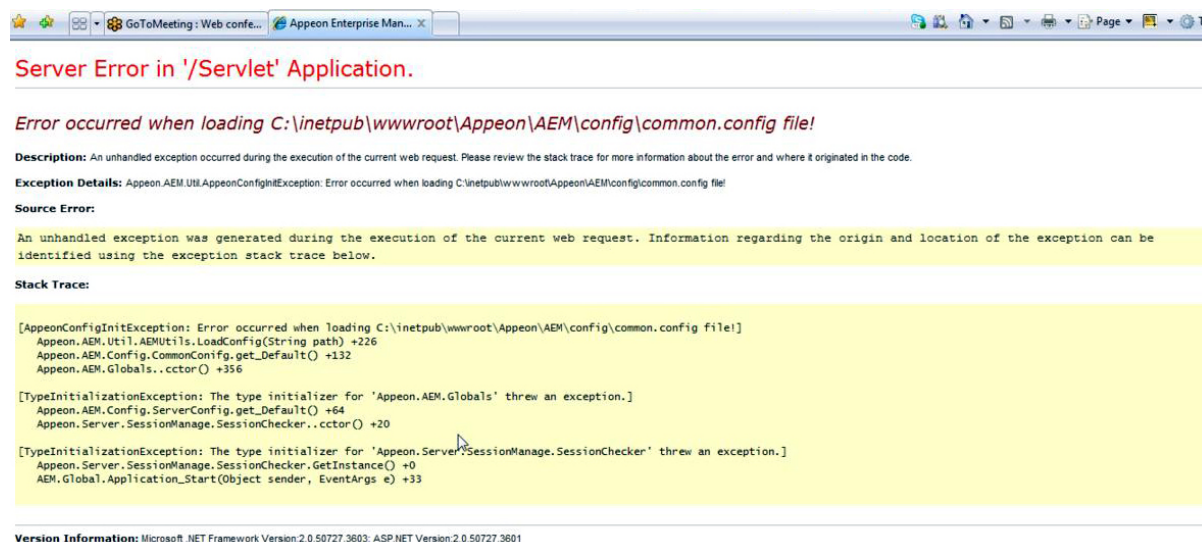 GoToMeeting : Web confe...
Appeon Enterprise Man...
Page
Server Error in '/Servlet' Application.
Error occurred when loading C:\inetpub\wwwroot\Appeon\AEM\config\common.config file!
Description: An unhandled exception occurred during the execution of the current web request. Please review the stack trace for more information about the error and where it originated in the code.
Exception Details: Appeon.AEM.Util.AppeonConfigInitException: Error occurred when loading C:\inetpub\wwwroot\Appeon\AEM\config\common.config file!
Source Error:
An unhandled exception was generated during the execution of the current web request. Information regarding the origin and location of the exception can be
identified using the exception stack trace below.
Stack Trace:
[AppeonConfigInitException: Error occurred when loading C:\inetpub\wwwroot\Appeon\AEM\config\common.config file!]
Appeon.AEM.Util.AEMUtils.LoadConfig(String path) +226
Appeon.AEM.Config.CommonConifg.get_Default() +132
Appeon.AEM.Globals..cctor() +356
[TypeInitializationException: The type initializer for 'Appeon.AEM.Globals' threw an exception.]
Appeon.AEM.Config.ServerConfig.get_Default() +64
Appeon.Server.SessionManage.SessionChecker..cctor() +20
[TypeInitializationException: The type initializer for 'Appeon.Server.SessionManage.SessionChecker' threw an exception.]
Appeon.Server.SessionManage.SessionChecker.GetInstance() +0
AEM.Global.Application_Start(Object sender, EventArgs e) +33
Version Information: Microsoft .NET Framework Version:2.0.50727.3603; ASP.NET Version:2.0.50727.3601